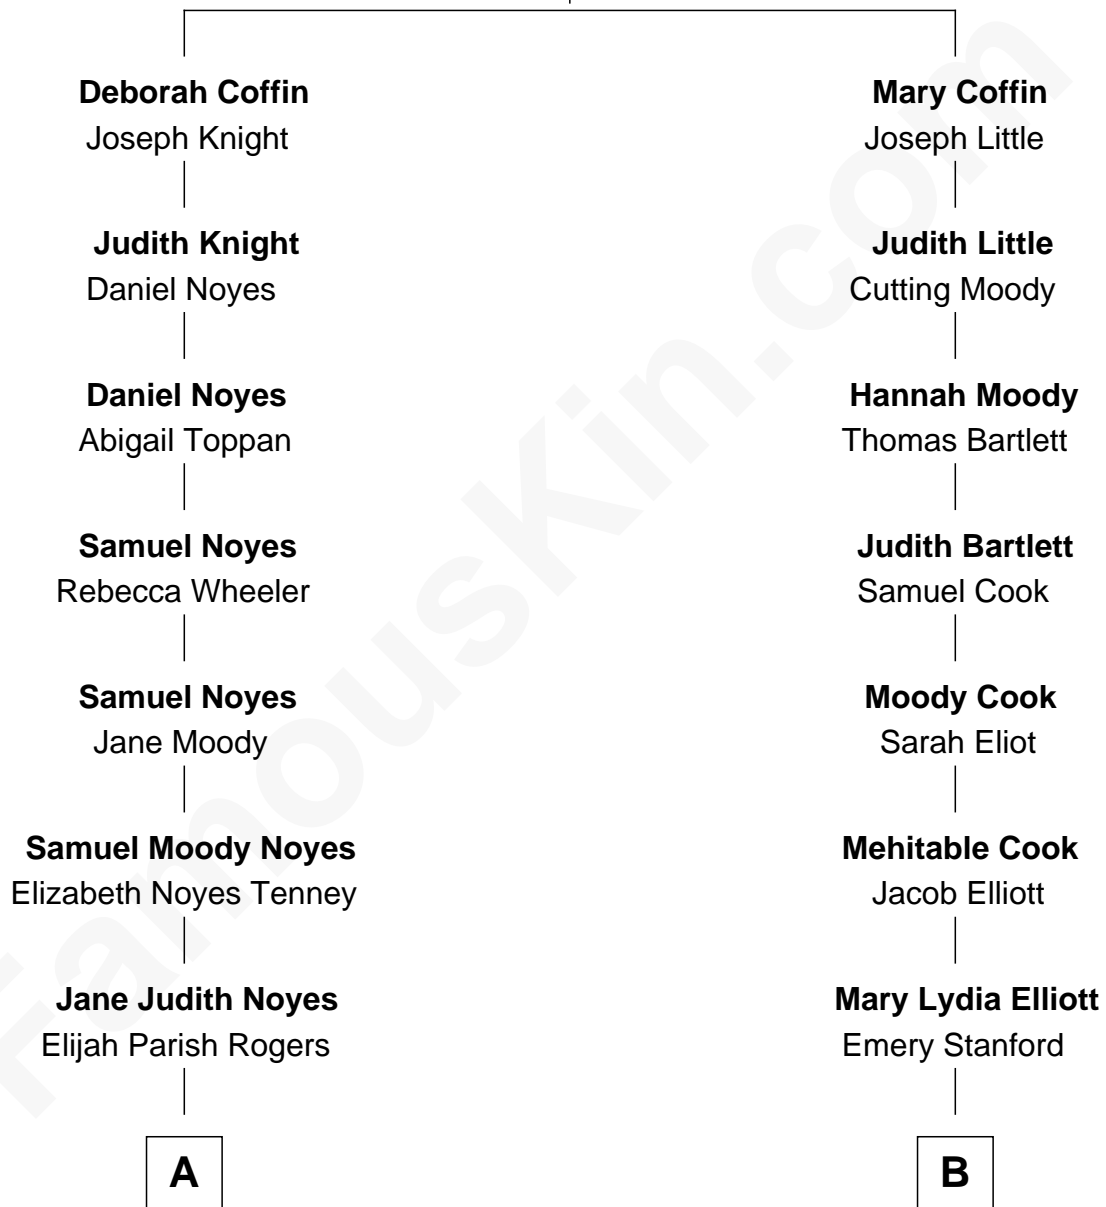 Deborah Coffin
Joseph Knight
Judith Knight
Daniel Noyes
Daniel Noyes
Abigail Toppan
Samuel Noyes
Rebecca Wheeler
Samuel Noyes
Jane Moody
Samuel Moody Noyes
Elizabeth Noyes Tenney
Jane Judith Noyes
Elijah Parish Rogers
A
Mary Coffin
Joseph Little
Judith Little
Cutting Moody
Hannah Moody
Thomas Bartlett
Judith Bartlett
Samuel Cook
Moody Cook
Sarah Eliot
Mehitable Cook
Jacob Elliott
Mary Lydia Elliott
Emery Stanford
B
FamousKin.com